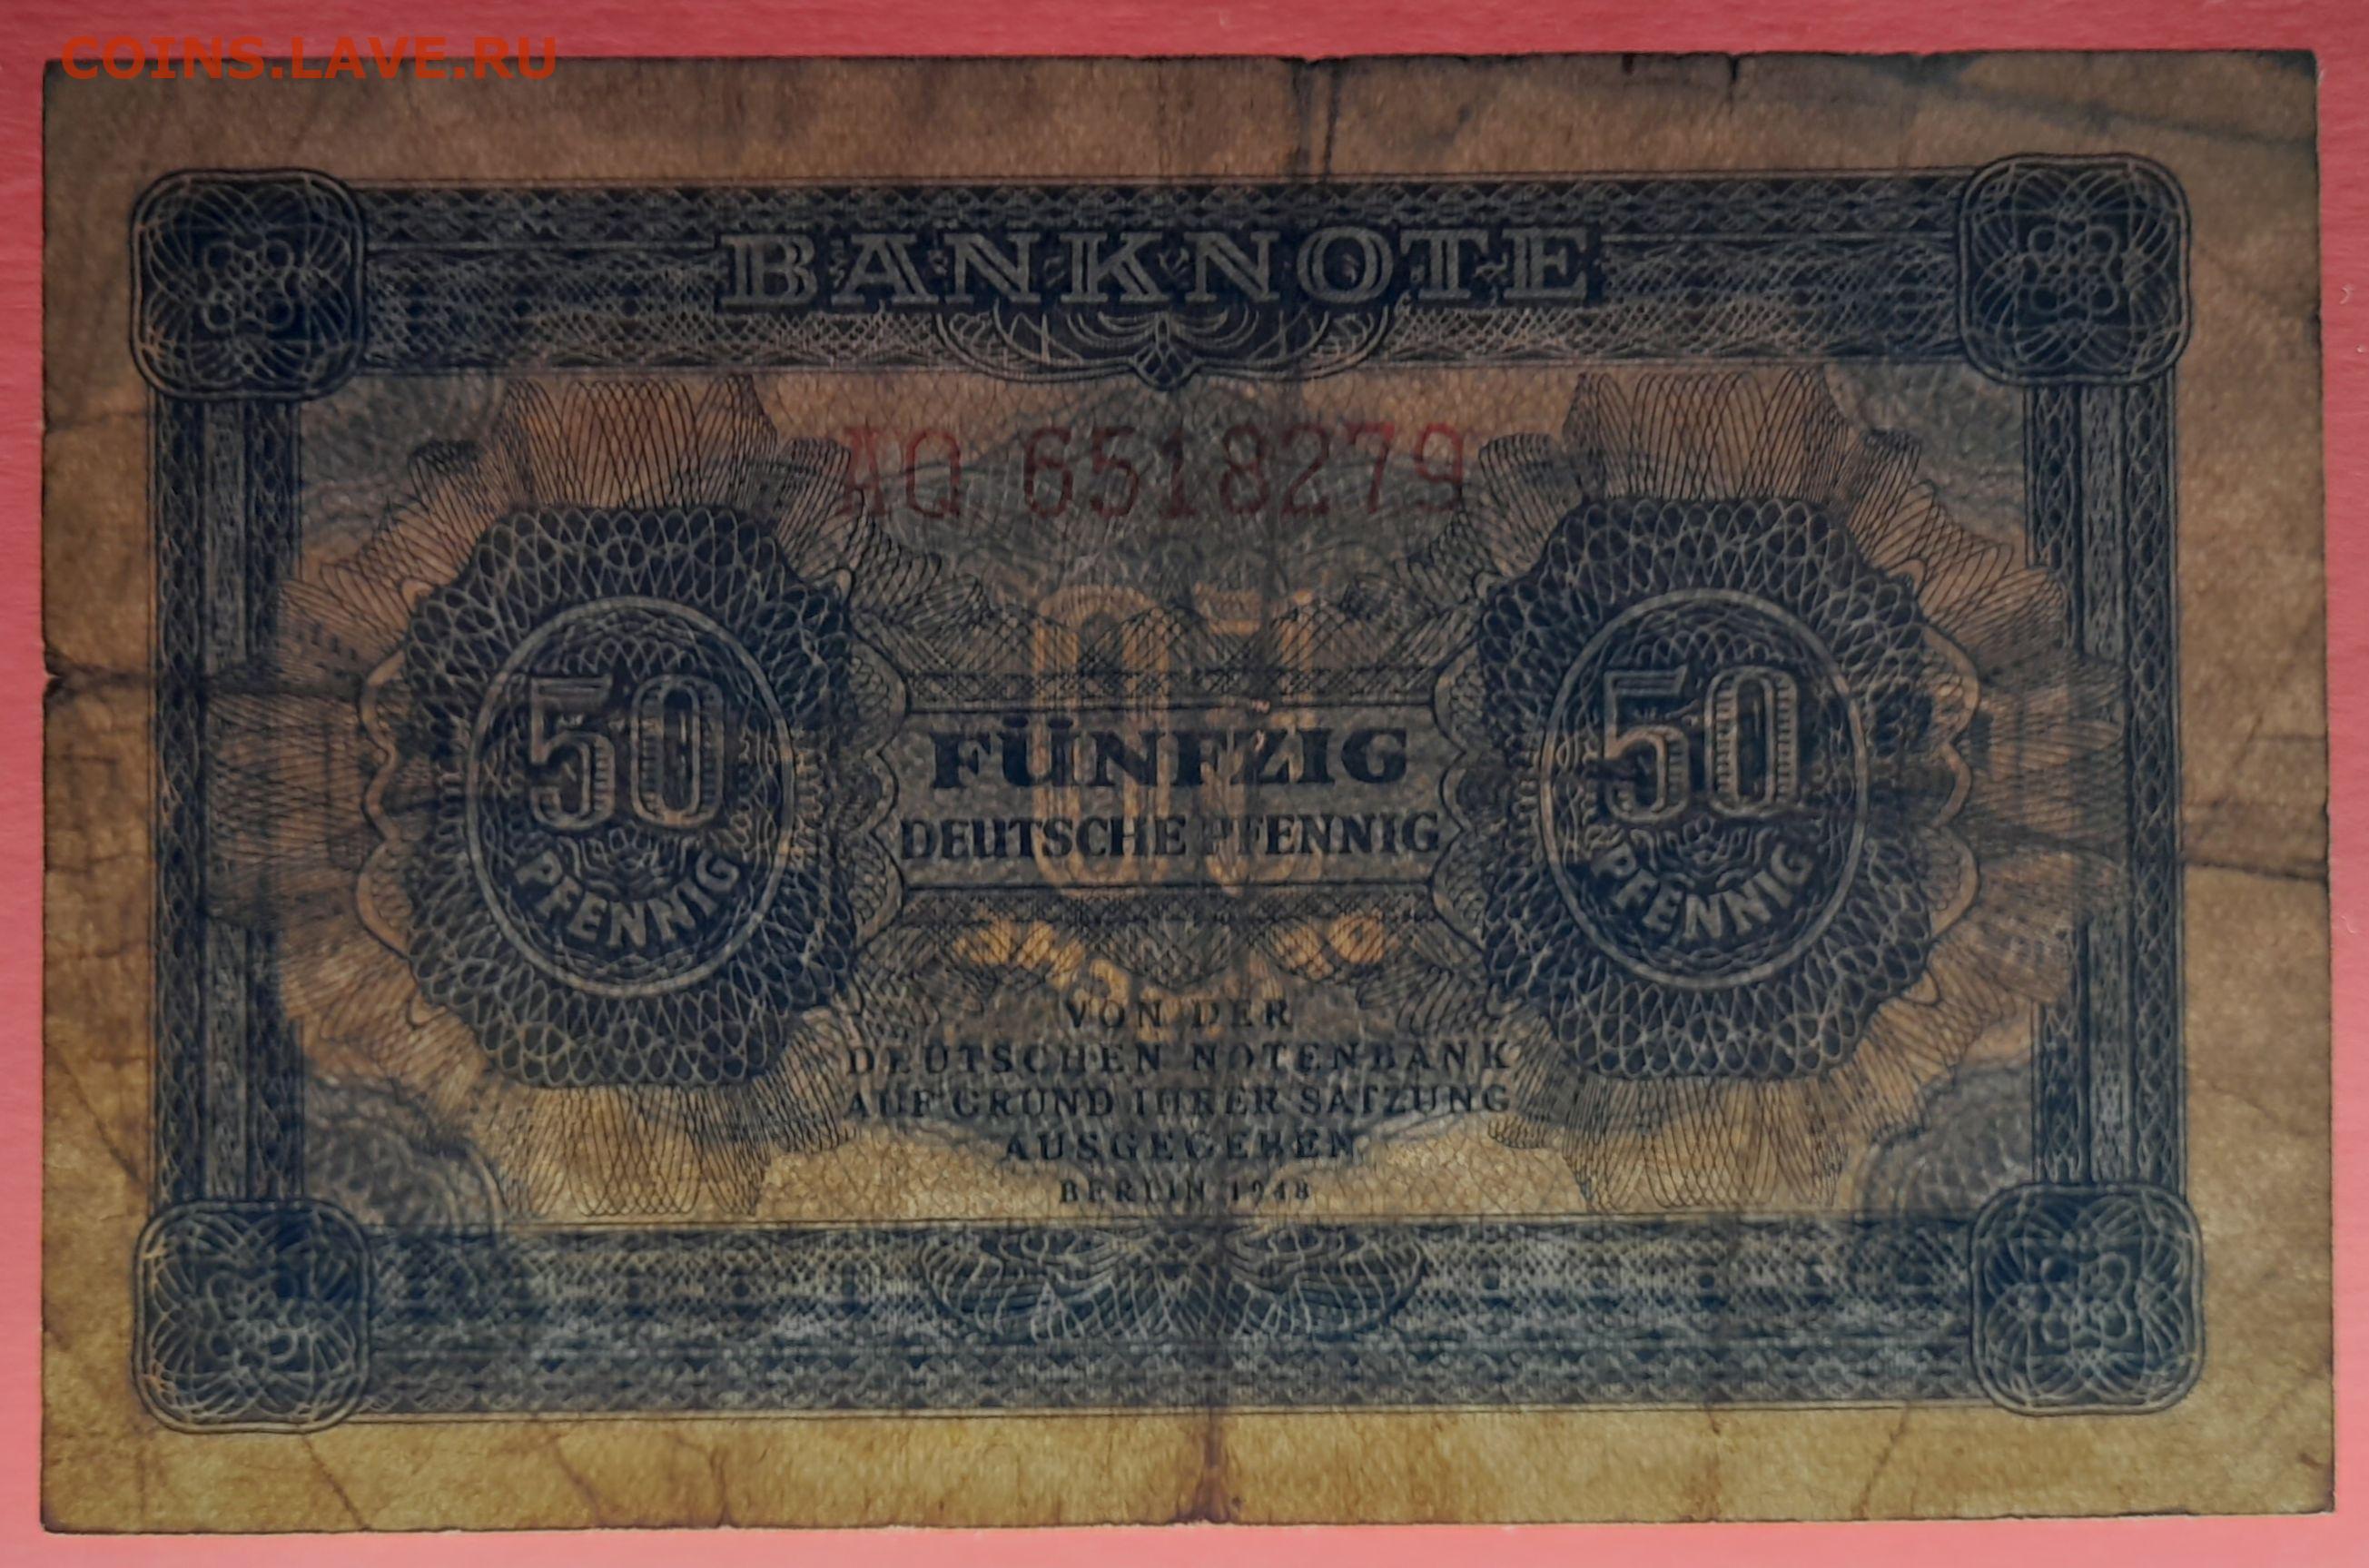 COINS.LAVE.RU
BANKNOTE
AQ 6518279
50
PFENNIG
FÜNFZIG
DEUTSCHE PFENNIG
50
PFENNIG
VON DER
DEUTSCHEN NOTENBANK
AUF GRUND IHRER SATZUNG
AUSGEGEBEN
BERLIN 1948